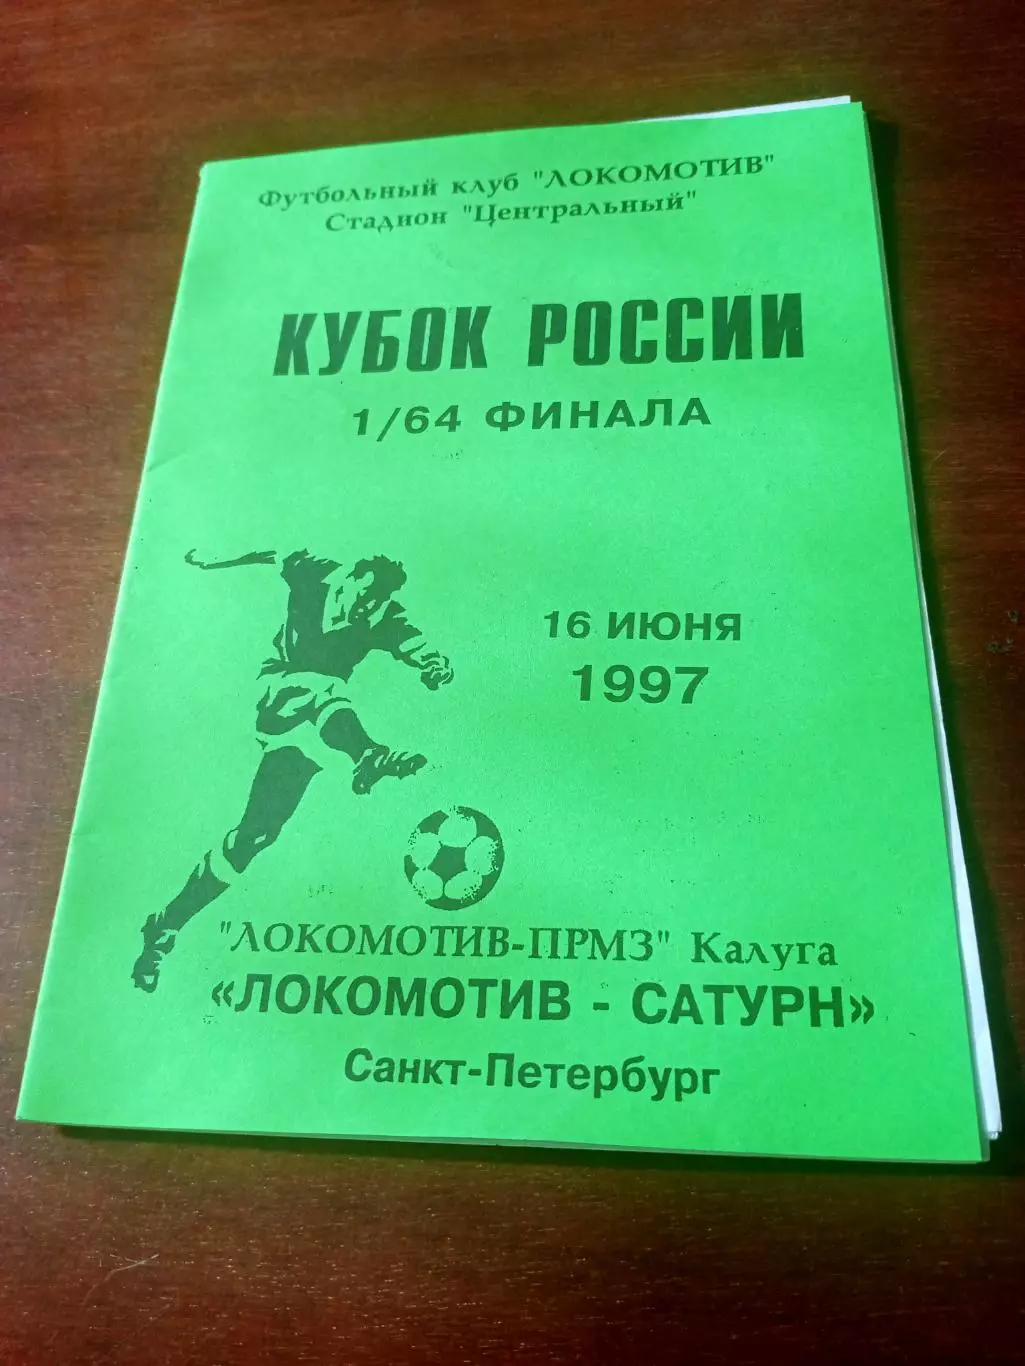 Футбольный клуб "ЛОКОМОТИВ"
Стадион "Центральный"
КУБОК РОССИИ
1/64 ФИНАЛА
16 ИЮНЯ
1997
"ЛОКОМОТИВ-ПРМЗ" Калуга
«ЛОКОМОТИВ - САТУРН»
Санкт-Петербург